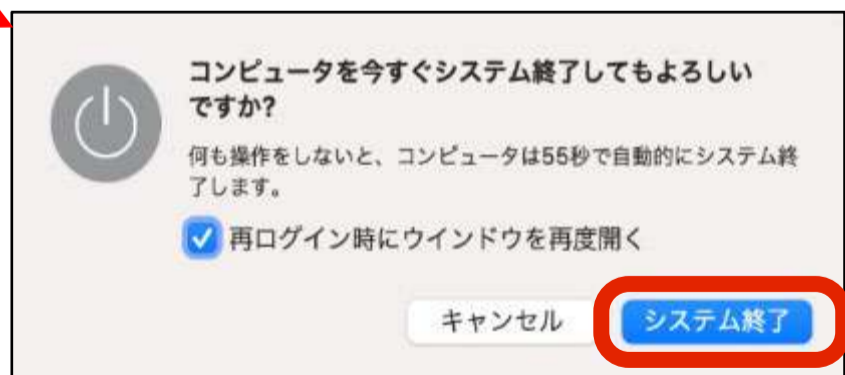 コンピュータを今すぐシステム終了してもよろしい
ですか?
何も操作をしないと、コンピュータは55秒で自動的にシステム終
了します。
再ログイン時にウインドウを再度開く
キャンセル
システム終了